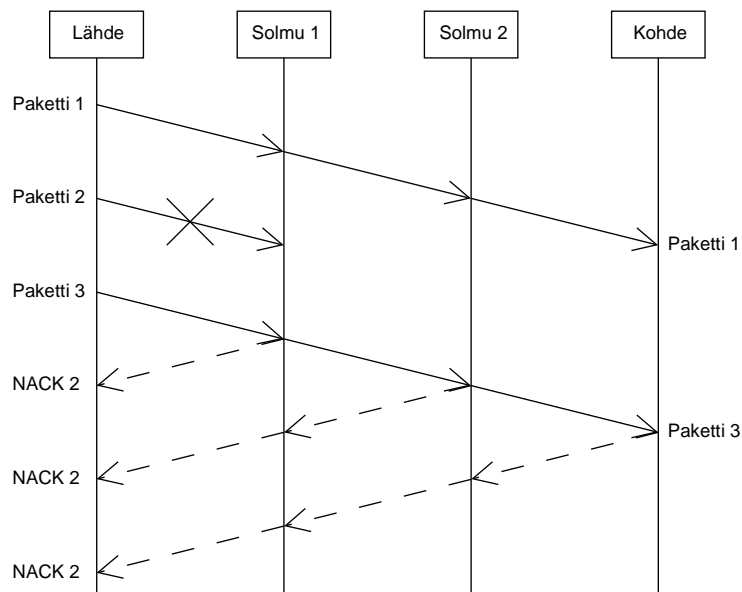 Lähde
Solmu 1
Solmu 2
Kohde
Paketti 1
Paketti 2
Paketti 1
Paketti 3
NACK 2
Paketti 3
NACK 2
NACK 2